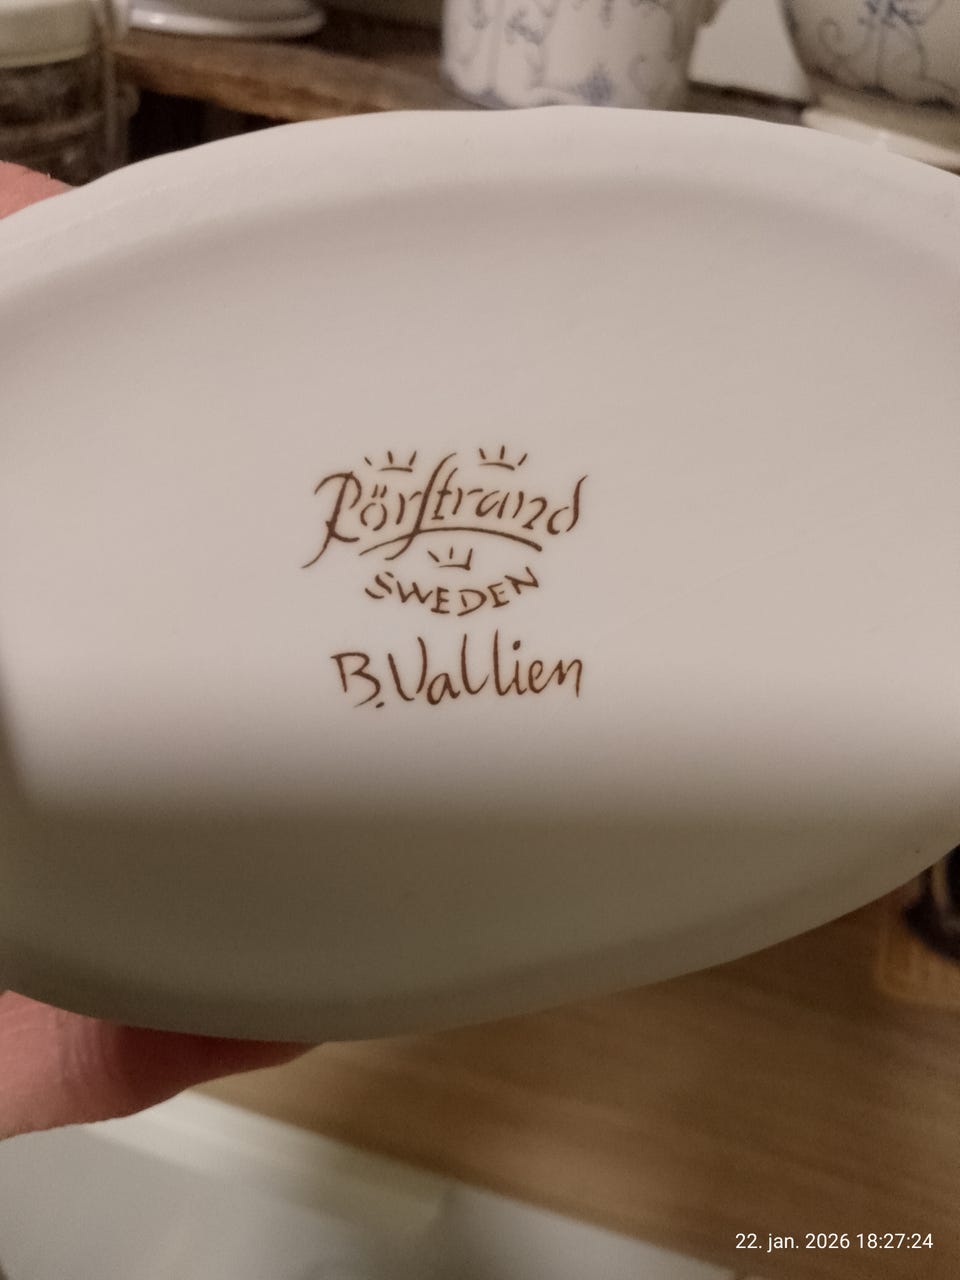 Rörstrand
SWEDEN
B.Vallien
22. jan. 2026 18:27:24